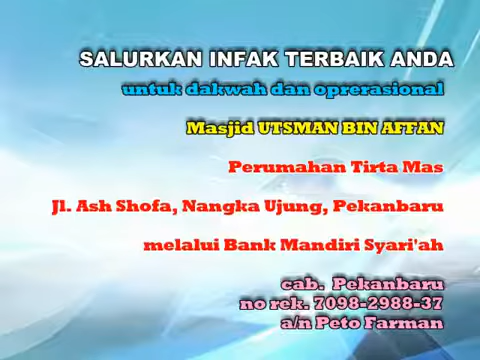 SALURKAN INFAK TERBAIK ANDA
untuk dakwah dan oprerasional
Masjid UTSMAN BIN AFFAN
Perumahan Tirta Mas
Jl. Ash Shofa, Nangka Ujung, Pekanbaru
melalui Bank Mandiri Syari'ah
cab. Pekanbaru
no rek. 7098-2988-37
a/n Peto Farman